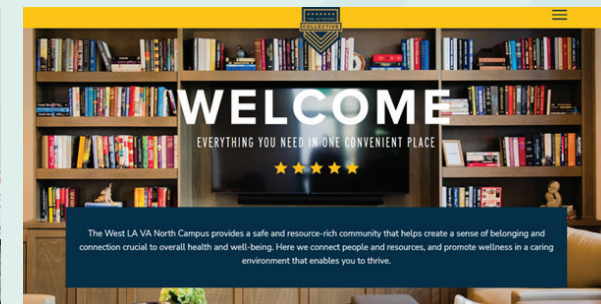 COLLECTIVE
WELCOME
EVERYTHING YOU NEED IN ONE CONVENIENT PLACE
The West LA VA North Campus provides a safe and resource-rich community that helps create a sense of belonging and
connection crucial to overall health and well-being. Here we connect people and resources, and promote wellness in a caring
environment that enables you to thrive.